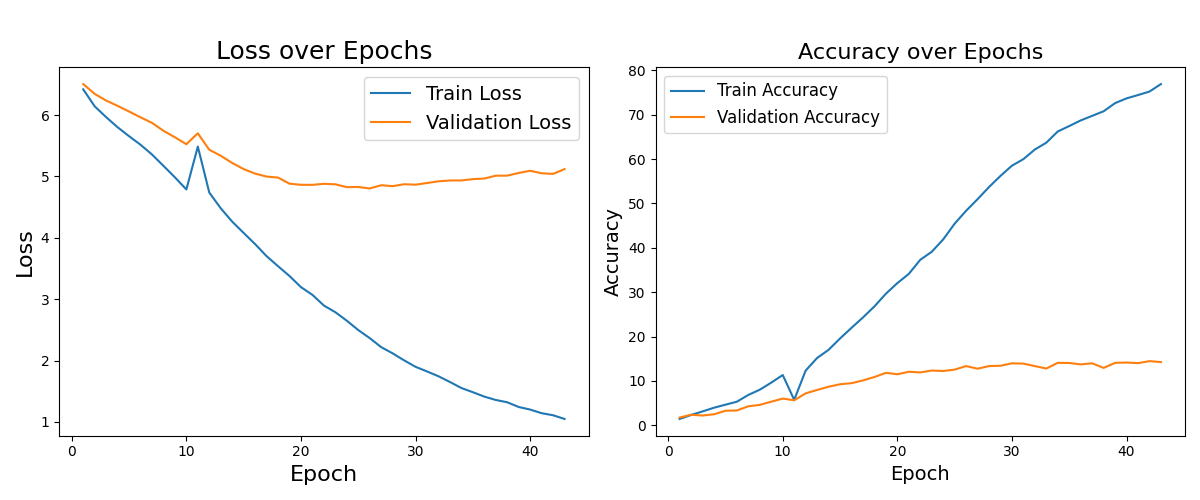 Loss over Epochs
Train Loss
Validation Loss
6
5
4
3
2
1
Loss
0
10
20
30
40
Epoch
Accuracy over Epochs
Train Accuracy
Validation Accuracy
80
70
60
50
40
30
20
10
0
Accuracy
0
10
20
30
40
Epoch